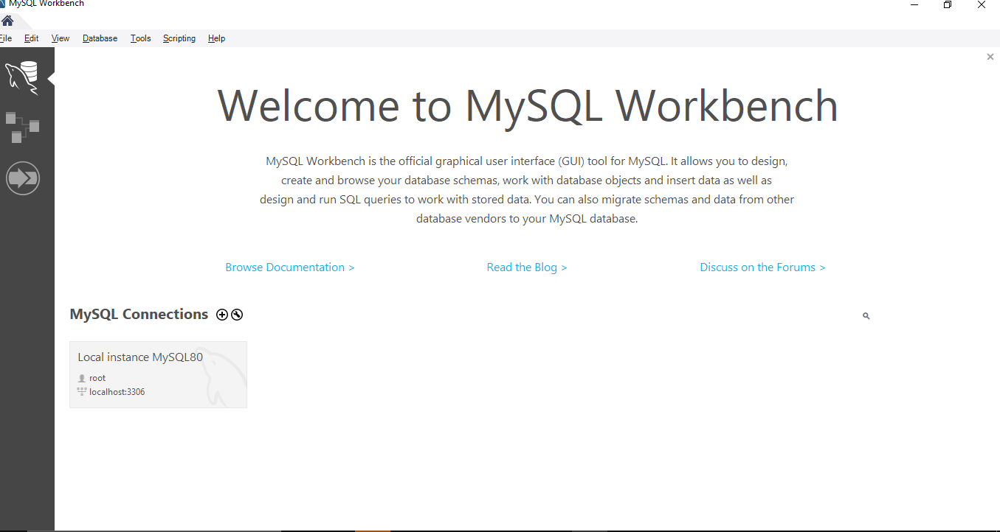 MySQL Workbench
File Edit View Database Tools Scripting Help
Welcome to MySQL Workbench
MySQL Workbench is the official graphical user interface (GUI) tool for MySQL. It allows you to design,
create and browse your database schemas, work with database objects and insert data as well as
design and run SQL queries to work with stored data. You can also migrate schemas and data from other
database vendors to your MySQL database.
Browse Documentation > Read the Blog > Discuss on the Forums >
MySQL Connections
Local instance MySQL80
root
localhost:3306